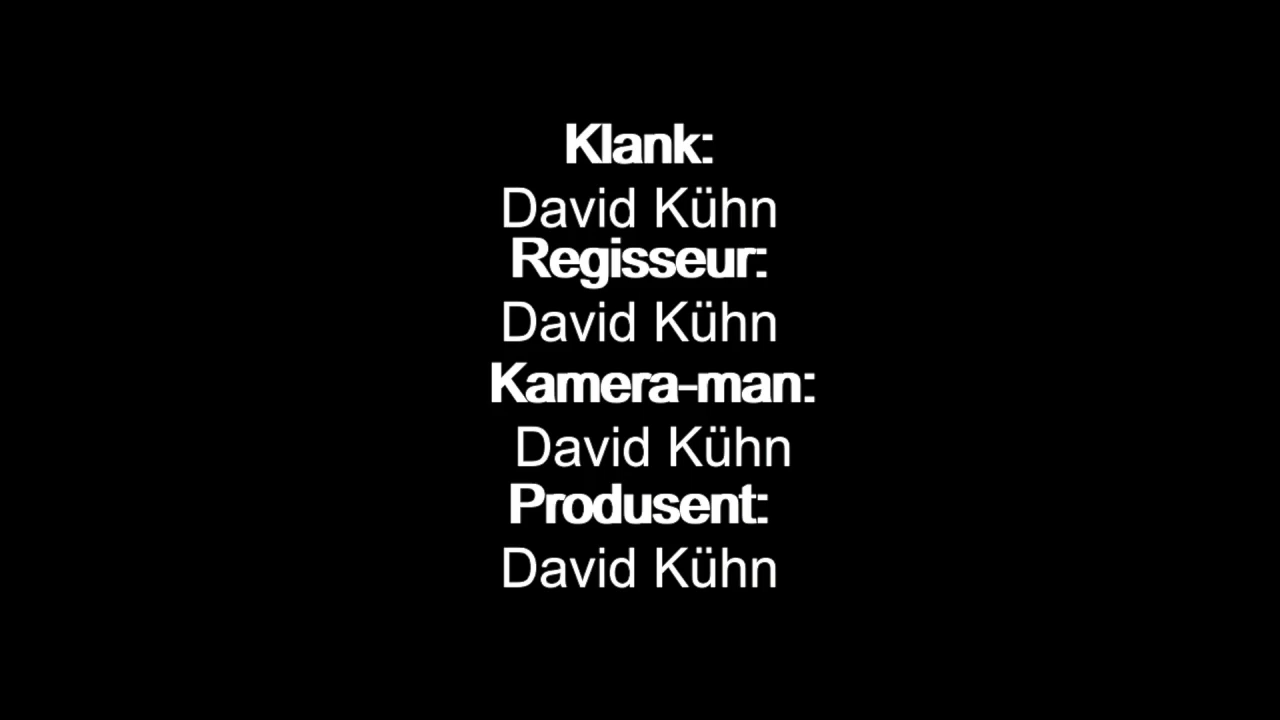 Klank:
David Kühn
Regisseur:
David Kühn
Kamera-man:
David Kühn
Produsent:
David Kühn